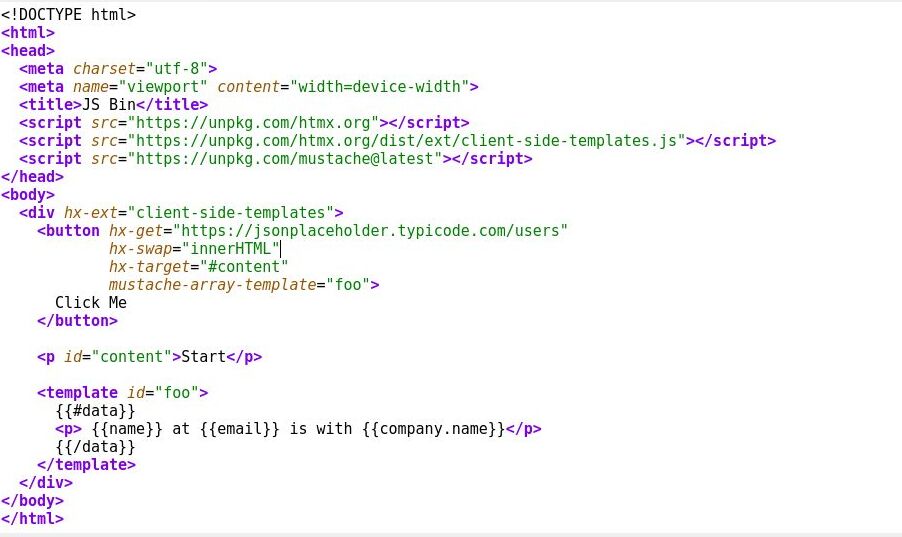 <!DOCTYPE html>
<html>
<head>
  <meta charset="utf-8">
  <meta name="viewport" content="width=device-width">
  <title>JS Bin</title>
  <script src="https://unpkg.com/htmx.org"></script>
  <script src="https://unpkg.com/htmx.org/dist/ext/client-side-templates.js"></script>
  <script src="https://unpkg.com/mustache@latest"></script>
</head>
<body>
  <div hx-ext="client-side-templates">
    <button hx-get="https://jsonplaceholder.typicode.com/users"
            hx-swap="innerHTML"
            hx-target="#content"
            mustache-array-template="foo">
      Click Me
    </button>

    <p id="content">Start</p>

    <template id="foo">
      {{#data}}
      <p> {{name}} at {{email}} is with {{company.name}}</p>
      {{/data}}
    </template>
  </div>
</body>
</html>